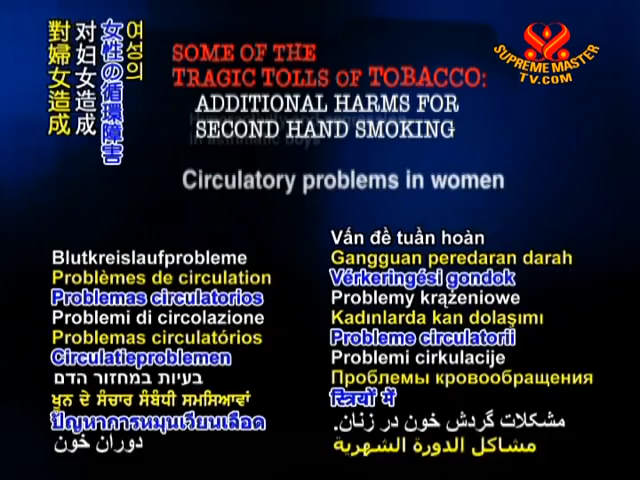 對婦女造成
对妇女造成
女性の循環障害
여성의
SOME OF THE
TRAGIC TOLLS OF TOBACCO:
ADDITIONAL HARMS FOR
SECOND HAND SMOKING
SUPREME MASTER
TV.COM
Circulatory problems in women
Blutkreislaufprobleme
Problèmes de circulation
Problemas circulatorios
Problemi di circolazione
Problemas circulatórios
Circulatieproblemen
בעיות במחזור הדם
ਖੂਨ ਦੇ ਸੰਚਾਰ ਸੰਬੰਧੀ ਸਮਸਿਆਵਾਂ
ปัญหาการหมุนเวียนเลือด
دوران خون
Vấn đề tuần hoàn
Gangguan peredaran darah
Vérkeringési gondok
Problemy krążeniowe
Kadınlarda kan dolaşımı
Probleme circulatorii
Problemi cirkulacije
Проблемы кровообращения
स्त्रियों में
مشکلات گردش خون در زنان.
مشاكل الدورة الشهرية